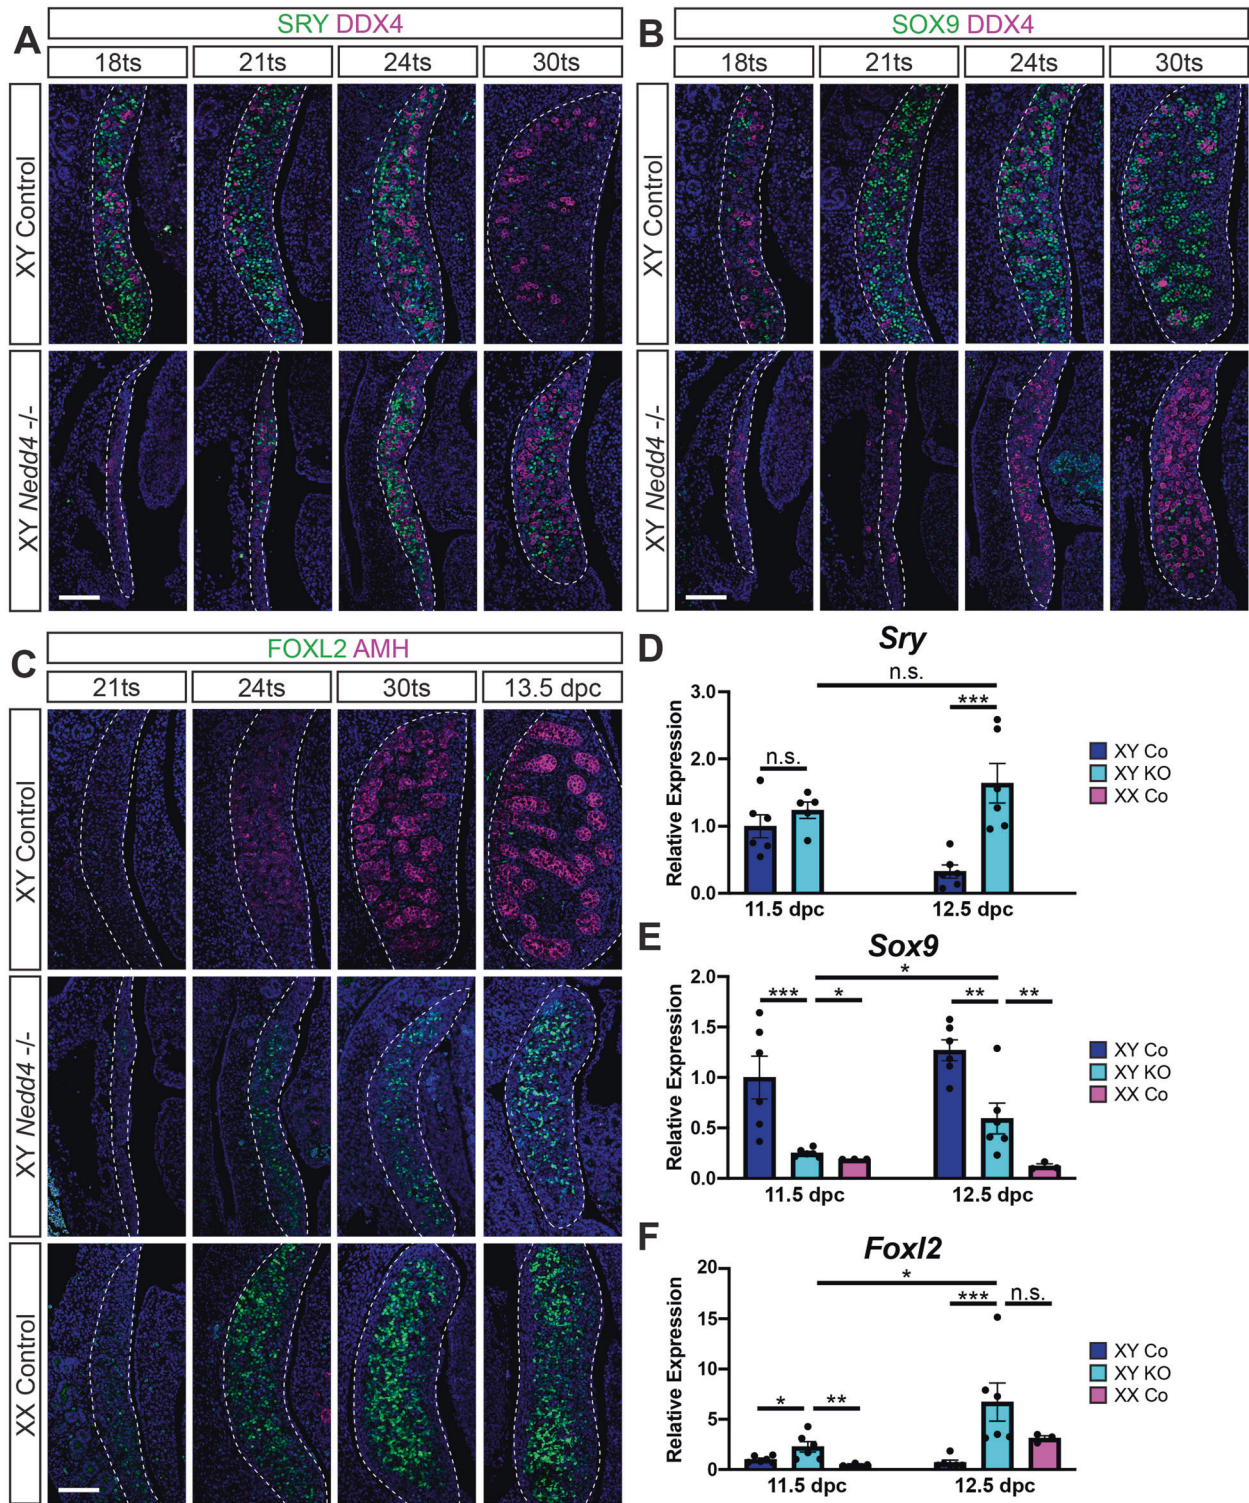 A
SRY DDX4
18ts 21ts 24ts 30ts
XY Control
XY Nedd4 -/-
B
SOX9 DDX4
18ts 21ts 24ts 30ts
XY Control
XY Nedd4 -/-
C
FOXL2 AMH
21ts 24ts 30ts 13.5 dpc
XY Control
XY Nedd4 -/-
XX Control
D
Sry
n.s.
***
n.s.
Relative Expression
3.0
2.0
1.0
0.0
11.5 dpc 12.5 dpc
XY Co
XY KO
XX Co
E
Sox9
*
*** * ** **
Relative Expression
2.0
1.5
1.0
0.5
0.0
11.5 dpc 12.5 dpc
XY Co
XY KO
XX Co
F
Foxl2
*
*** n.s.
* **
Relative Expression
20
15
10
5
0
11.5 dpc 12.5 dpc
XY Co
XY KO
XX Co